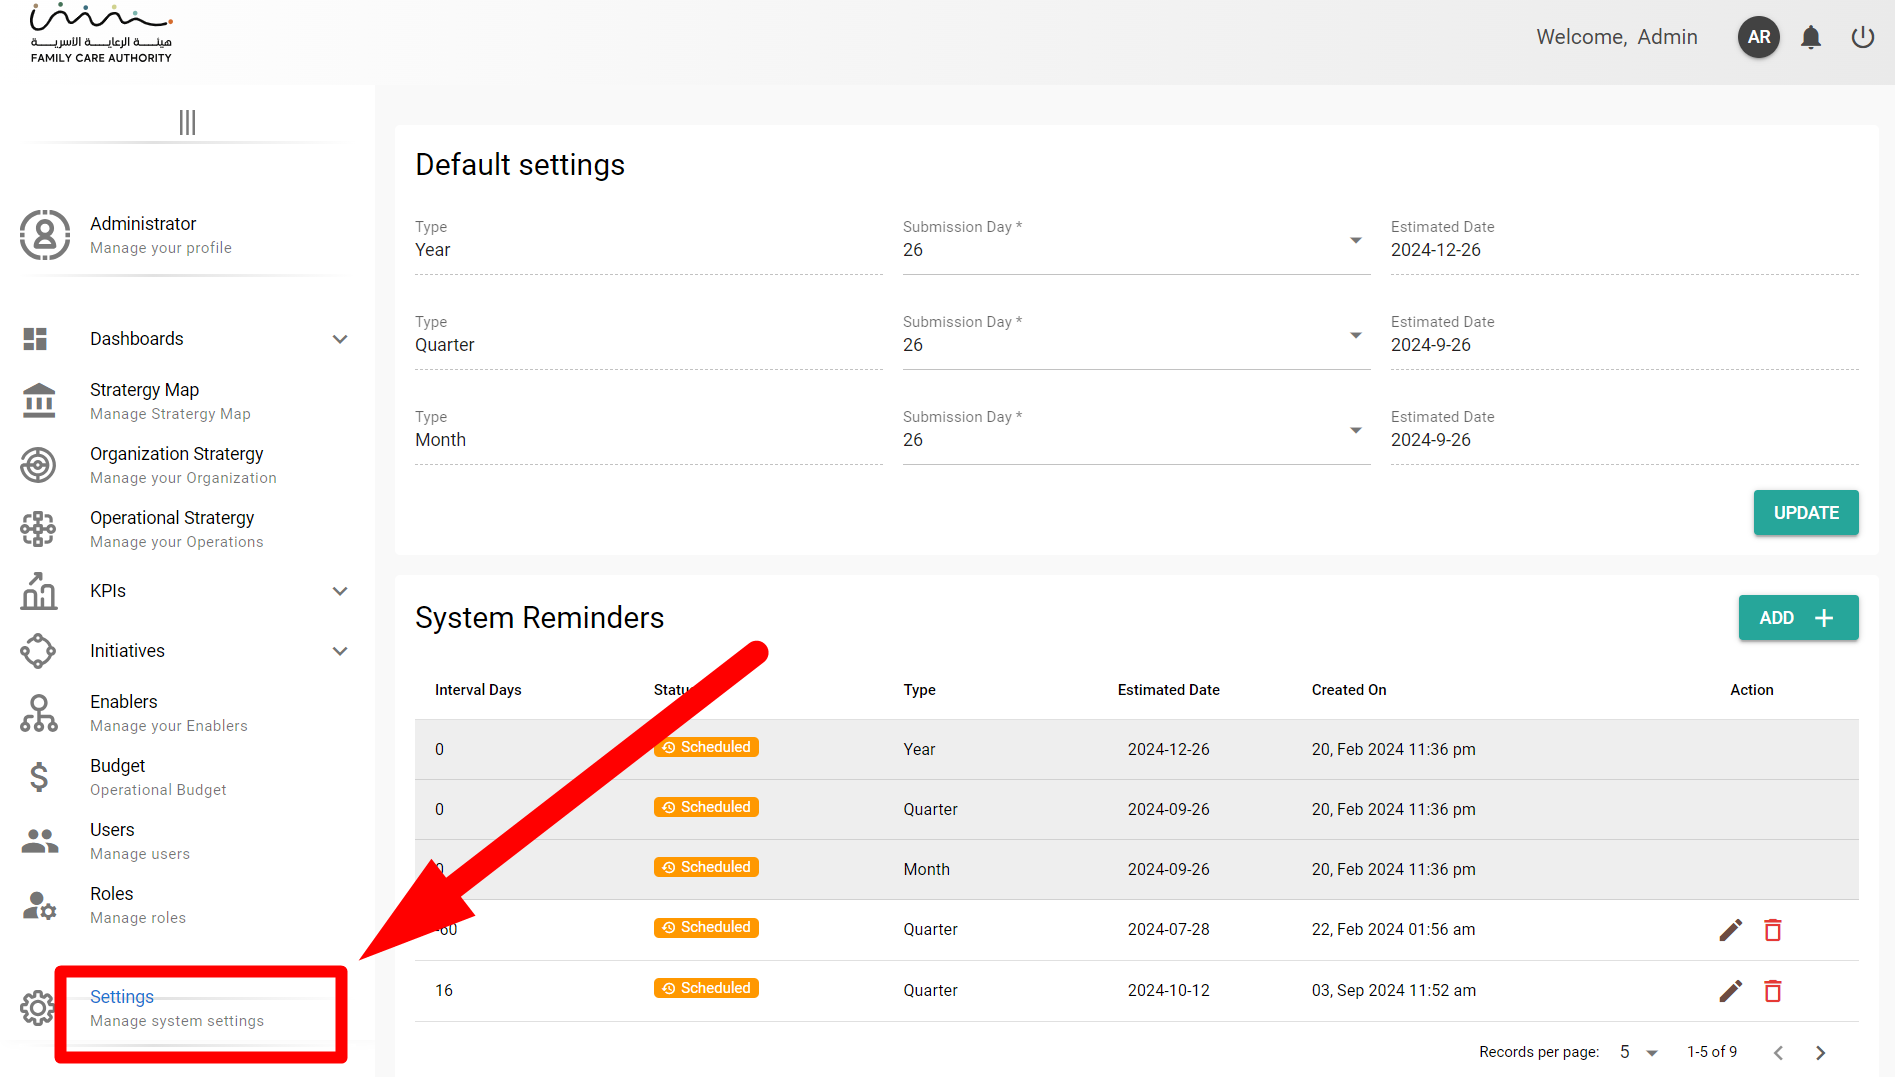 هيئة الرعاية الأسرية
FAMILY CARE AUTHORITY
Welcome, Admin
AR
Administrator
Manage your profile
Dashboards
Stratergy Map
Manage Stratergy Map
Organization Stratergy
Manage your Organization
Operational Stratergy
Manage your Operations
KPIs
Initiatives
Enablers
Manage your Enablers
Budget
Operational Budget
Users
Manage users
Roles
Manage roles
Settings
Manage system settings
Default settings
Type Submission Day * Estimated Date
Year 26 2024-12-26
Type Submission Day * Estimated Date
Quarter 26 2024-9-26
Type Submission Day * Estimated Date
Month 26 2024-9-26
UPDATE
System Reminders
ADD +
Interval Days Status Type Estimated Date Created On Action
0 Scheduled Year 2024-12-26 20, Feb 2024 11:36 pm
0 Scheduled Quarter 2024-09-26 20, Feb 2024 11:36 pm
0 Scheduled Month 2024-09-26 20, Feb 2024 11:36 pm
-60 Scheduled Quarter 2024-07-28 22, Feb 2024 01:56 am
16 Scheduled Quarter 2024-10-12 03, Sep 2024 11:52 am
Records per page: 5 1-5 of 9